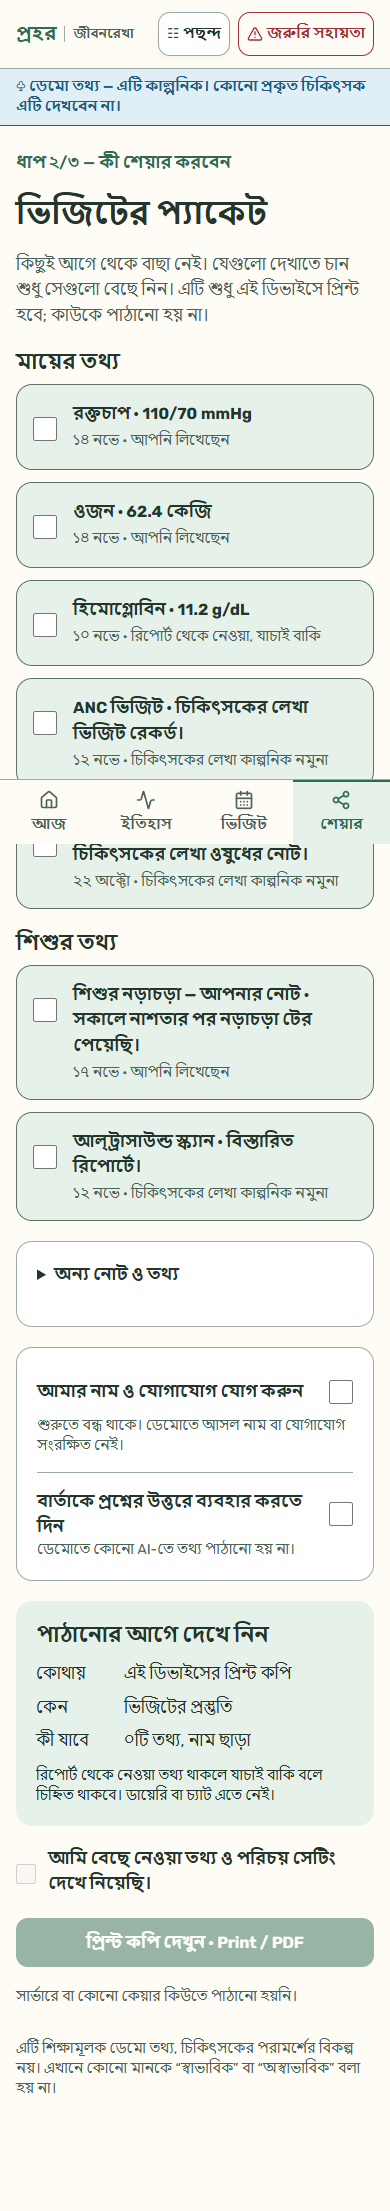 প্রহর | জীবনরেখা
পছন্দ
জরুরি সহায়তা
ডেমো তথ্য — এটি কাল্পনিক। কোনো প্রকৃত চিকিৎসক
এটি দেখবেন না।
ধাপ ২/৩ — কী শেয়ার করবেন
ভিজিটের প্যাকেট
কিছুই আগে থেকে বাছা নেই। যেগুলো দেখাতে চান
শুধু সেগুলো বেছে নিন। এটি শুধু এই ডিভাইসে প্রিন্ট
হবে; কাউকে পাঠানো হয় না।
মায়ের তথ্য
রক্তচাপ • 110/70 mmHg
১৪ নভে • আপনি লিখেছেন
ওজন • 62.4 কেজি
১৪ নভে • আপনি লিখেছেন
হিমোগ্লোবিন • 11.2 g/dL
১০ নভে • রিপোর্ট থেকে নেওয়া, যাচাই বাকি
ANC ভিজিট • চিকিৎসকের লেখা
ভিজিট রেকর্ড।
১২ নভে • চিকিৎসকের লেখা কাল্পনিক নমুনা
আজ
ইতিহাস
ভিজিট
শেয়ার
চিকিৎসকের লেখা ওষুধের নোট।
২২ অক্টো • চিকিৎসকের লেখা কাল্পনিক নমুনা
শিশুর তথ্য
শিশুর নড়াচড়া — আপনার নোট •
সকালে নাশতার পর নড়াচড়া টের
পেয়েছি।
১৭ নভে • আপনি লিখেছেন
আল্ট্রাসাউন্ড স্ক্যান • বিস্তারিত
রিপোর্টে।
১২ নভে • চিকিৎসকের লেখা কাল্পনিক নমুনা
অন্য নোট ও তথ্য
আমার নাম ও যোগাযোগ যোগ করুন
শুরুতে বন্ধ থাকে। ডেমোতে আসল নাম বা যোগাযোগ
সংরক্ষিত নেই।
বার্তাকে প্রশ্নের উত্তরে ব্যবহার করতে
দিন
ডেমোতে কোনো AI-তে তথ্য পাঠানো হয় না।
পাঠানোর আগে দেখে নিন
কোথায় এই ডিভাইসের প্রিন্ট কপি
কেন ভিজিটের প্রস্তুতি
কী যাবে ০টি তথ্য, নাম ছাড়া
রিপোর্ট থেকে নেওয়া তথ্য থাকলে যাচাই বাকি বলে
চিহ্নিত থাকবে। ডায়েরি বা চ্যাট এতে নেই।
আমি বেছে নেওয়া তথ্য ও পরিচয় সেটিং
দেখে নিয়েছি।
প্রিন্ট কপি দেখুন • Print / PDF
সার্ভারে বা কোনো কেয়ার কিউতে পাঠানো হয়নি।
এটি শিক্ষামূলক ডেমো তথ্য, চিকিৎসকের পরামর্শের বিকল্প
নয়। এখানে কোনো মানকে “স্বাভাবিক” বা “অস্বাভাবিক” বলা
হয় না।